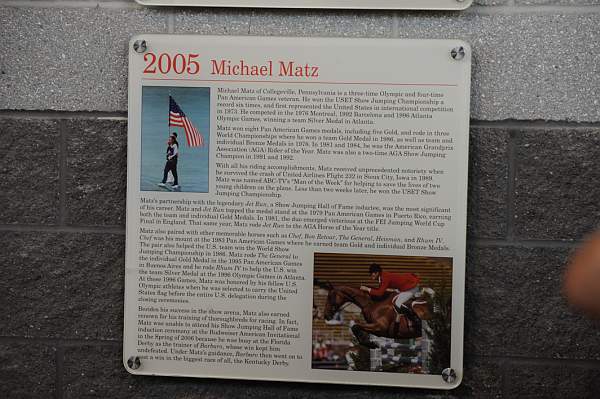 2005 Michael Matz
Michael Matz of Collegeville, Pennsylvania is a three-time Olympic and four-time
Pan American Games veteran. He won the USET Show Jumping Championship a
record six times, and first represented the United States in international competition
in 1973. He competed in the 1976 Montreal, 1992 Barcelona and 1996 Atlanta
Olympic Games, winning a team Silver Medal in Atlanta.
Matz won eight Pan American Games medals, including five Gold, and rode in three
World Championships where he won a team Gold Medal in 1986, as well as team and
individual Bronze Medals in 1978. In 1981 and 1984, he was the American Grandprix
Association (AGA) Rider of the Year. Matz was also a two-time AGA Show Jumping
Champion in 1991 and 1992.
With all his riding accomplishments, Matz received unprecedented notoriety when
he survived the crash of United Airlines Flight 232 in Sioux City, Iowa in 1989.
Matz was named ABC-TV's "Man of the Week" for helping to save the lives of two
young children on the plane. Less than two weeks later, he won the USET Show
Jumping Championship.
Matz's partnership with the legendary Jet Run, a Show Jumping Hall of Fame inductee, was the most significant
of his career. Matz and Jet Run topped the medal stand at the 1979 Pan American Games in Puerto Rico, earning
both the team and individual Gold Medals. In 1981, the duo emerged victorious at the FEI Jumping World Cup
Final in England. That same year, Matz rode Jet Run to the AGA Horse of the Year title.
Matz also paired with other memorable horses such as Chef, Bon Retour, The General, Heisman, and Rhum IV.
Chef was his mount at the 1983 Pan American Games where he earned team Gold and individual Bronze Medals.
The pair also helped the U.S. team win the World Show
Jumping Championship in 1986. Matz rode The General to
the individual Gold Medal in the 1995 Pan American Games
in Buenos Aires and he rode Rhum IV to help the U.S. win
the team Silver Medal at the 1996 Olympic Games in Atlanta.
At those 1996 Games, Matz was honored by his fellow U.S.
Olympic athletes when he was selected to carry the United
States flag before the entire U.S. delegation during the
closing ceremonies.
Besides his success in the show arena, Matz also earned
renown for his training of thoroughbreds for racing. In fact,
Matz was unable to attend his Show Jumping Hall of Fame
induction ceremony at the Budweiser American Invitational
in the Spring of 2006 because he was busy at the Florida
Derby as the trainer of Barbaro, whose win kept him
undefeated. Under Matz's guidance, Barbaro then went on to
post a win in the biggest race of all, the Kentucky Derby.